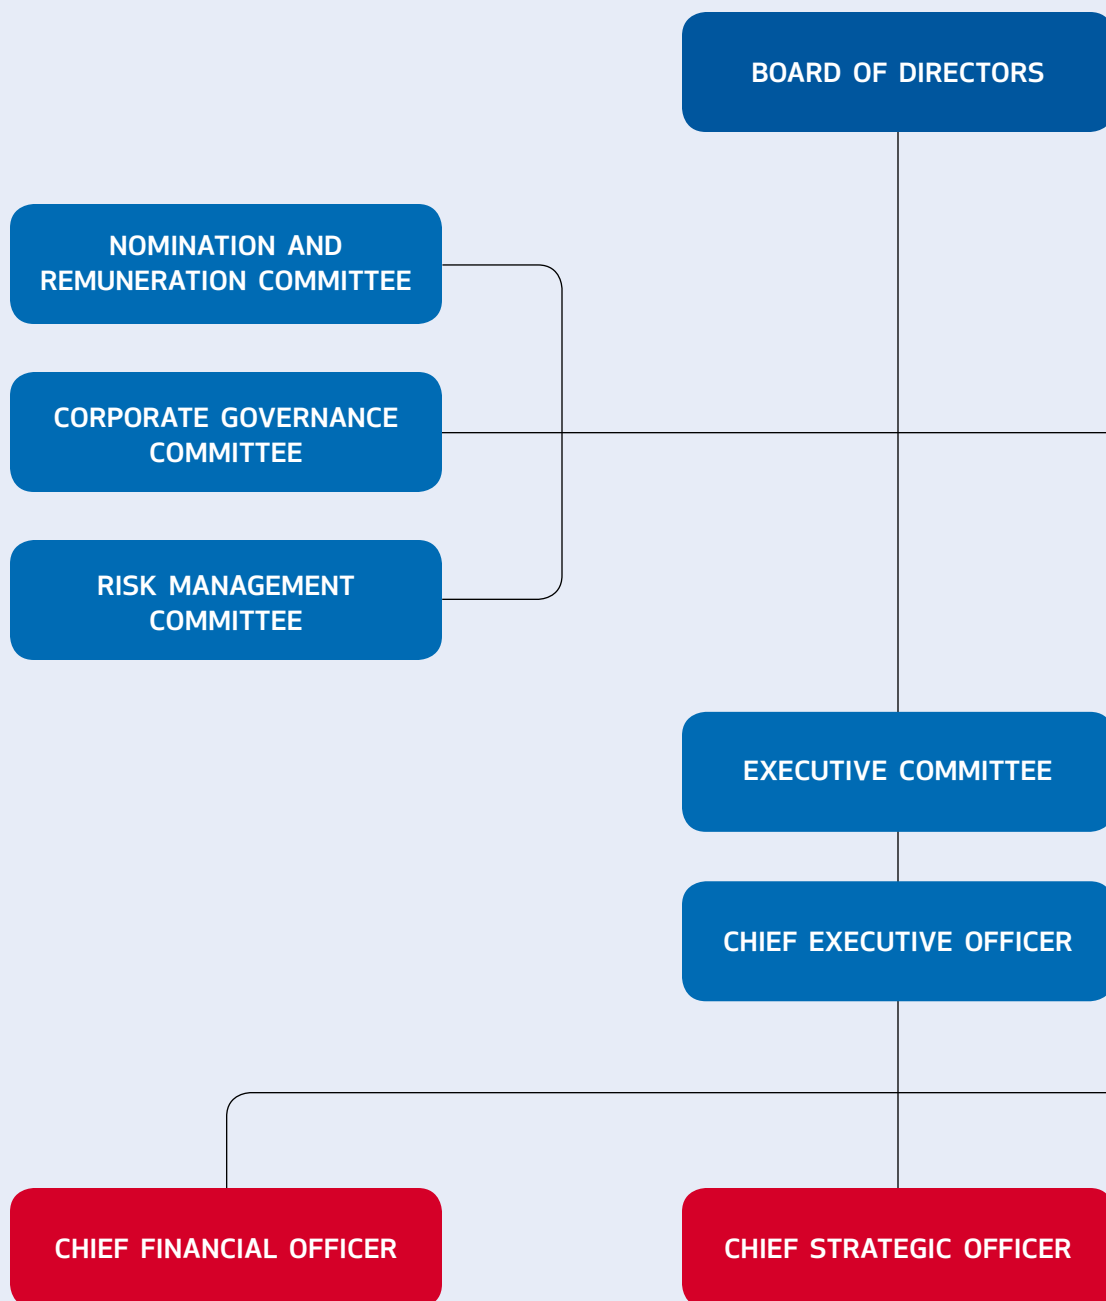 BOARD OF DIRECTORS
NOMINATION AND
REMUNERATION COMMITTEE
CORPORATE GOVERNANCE
COMMITTEE
RISK MANAGEMENT
COMMITTEE
EXECUTIVE COMMITTEE
CHIEF EXECUTIVE OFFICER
CHIEF FINANCIAL OFFICER
CHIEF STRATEGIC OFFICER